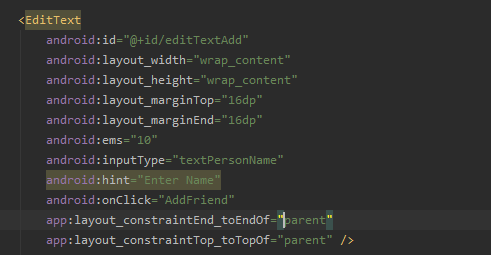 <EditText
android:id="@+id/editTextAdd"
android:layout_width="wrap_content"
android:layout_height="wrap_content"
android:layout_marginTop="16dp"
android:layout_marginEnd="16dp"
android:ems="10"
android:inputType="textPersonName"
android:hint="Enter Name"
android:onClick="AddFriend"
app:layout_constraintEnd_toEndOf="parent"
app:layout_constraintTop_toTopOf="parent" />